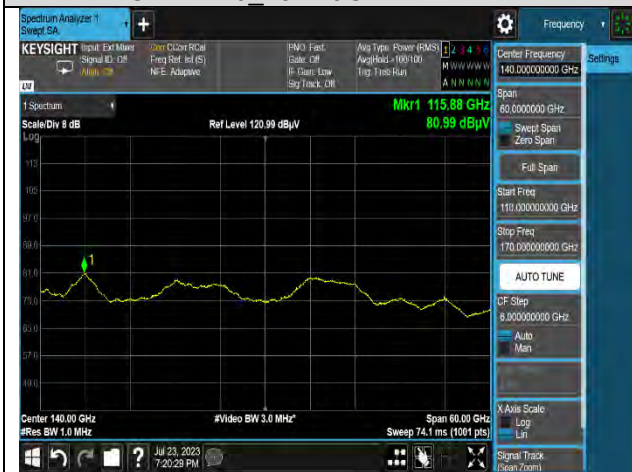 Spectrum Analyzer 1
Swept SA
+
Frequency
KEYSIGHT
Input: Ext Mixer
Signal ID: Off
Atten: Off
Corr CCorr RCal
Freq Ref: Int (S)
NFE: Adaptive
PNO: Fast
Gate: Off
IF Gain: Low
Sig Track: Off
Avg Type: Power (RMS)
Avg|Hold:>100/100
Trig: Free Run
1 2 3 4 5 6
M W W W W W
A N N N N N
1 Spectrum
Scale/Div 8 dB
Ref Level 120.99 dBµV
Mkr1 115.88 GHz
80.99 dBµV
Log
113
105
97.0
89.0
81.0
73.0
65.0
57.0
49.0
1
Center 140.00 GHz
#Video BW 3.0 MHz*
Span 60.00 GHz
#Res BW 1.0 MHz
Sweep 74.1 ms (1001 pts)
Jul 23, 2023
7:20:29 PM
?
Center Frequency
140.000000000 GHz
Settings
Span
60.0000000 GHz
Swept Span
Zero Span
Full Span
Start Freq
110.000000000 GHz
Stop Freq
170.000000000 GHz
AUTO TUNE
CF Step
6.000000000 GHz
Auto
Man
X Axis Scale
Log
Lin
Signal Track
(Span Zoom)